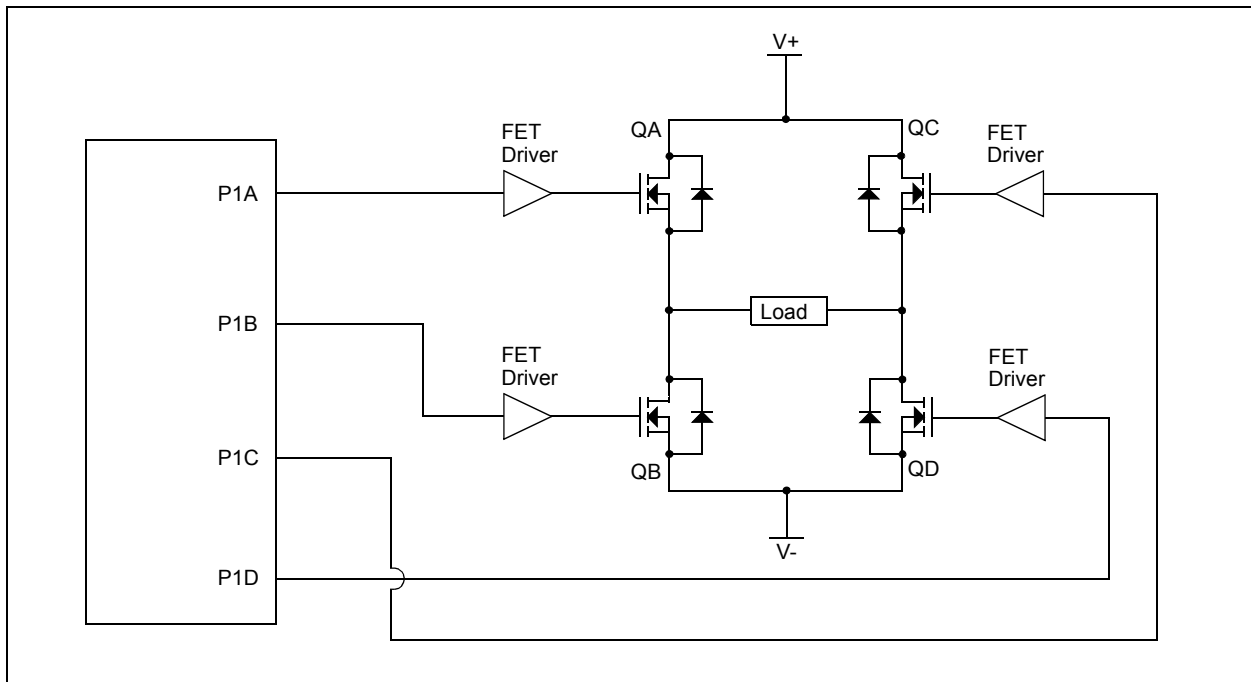 V+
FET
Driver
QA
QC
FET
Driver
P1A
P1B
Load
FET
Driver
FET
Driver
P1C
QB
QD
V-
P1D